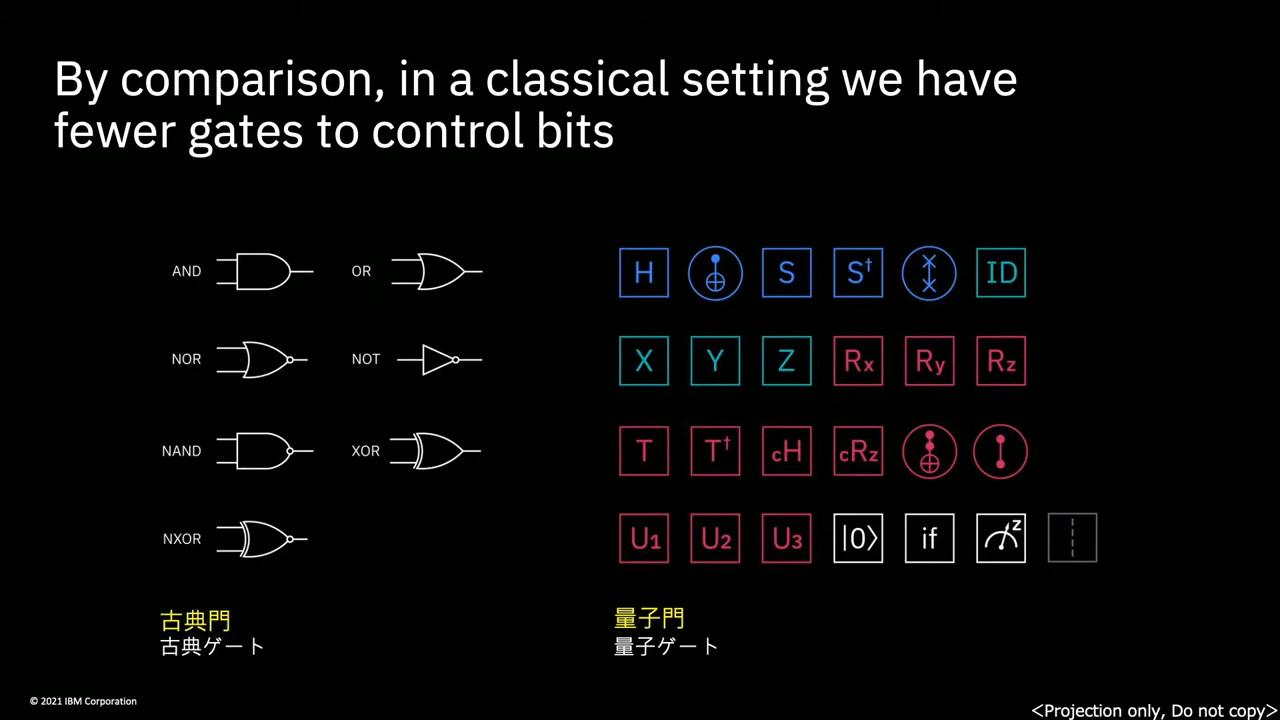 By comparison, in a classical setting we have
fewer gates to control bits
AND OR
NOR NOT
NAND XOR
NXOR
H S S† ID
X Y Z Rx Ry Rz
T T† cH cRz
U1 U2 U3 |0⟩ if z
古典門
古典ゲート
量子門
量子ゲート
© 2021 IBM Corporation
<Projection only, Do not copy>